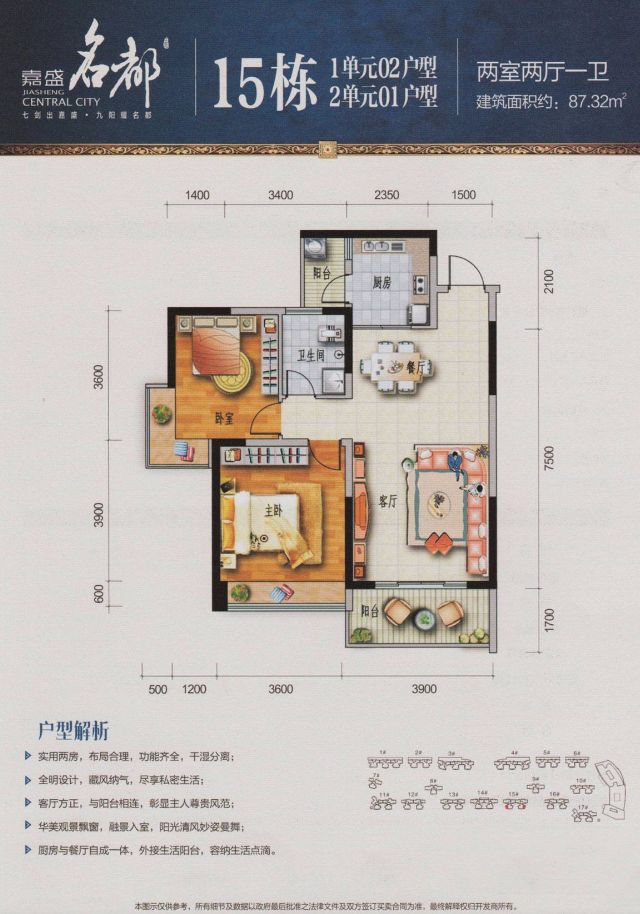 嘉盛
JIASHENG
CENTRAL CITY
名都
七剑出嘉盛·九阳耀名都
15栋
1单元02户型
2单元01户型
两室两厅一卫
建筑面积约：87.32m²
1400 3400 2350 1500
阳台
厨房
2100
卫生间
餐厅
3600
卧室
7500
主卧
客厅
3900
600
阳台
1700
500 1200 3600 3900
户型解析
实用两房，布局合理，功能齐全，干湿分离；
全明设计，藏风纳气，尽享私密生活；
客厅方正，与阳台相连，彰显主人尊贵风范；
华美观景飘窗，融景入室，阳光清风妙姿曼舞；
厨房与餐厅自成一体，外接生活阳台，容纳生活点滴。
1# 2# 3# 4# 5# 6#
7# 8# 9# 15#
11# 12# 13# 14# 15# 16# 17#
本图示仅供参考，所有细节及数据以政府最后批准之法律文件及双方签订买卖合同为准，最终解释权归开发商所有。